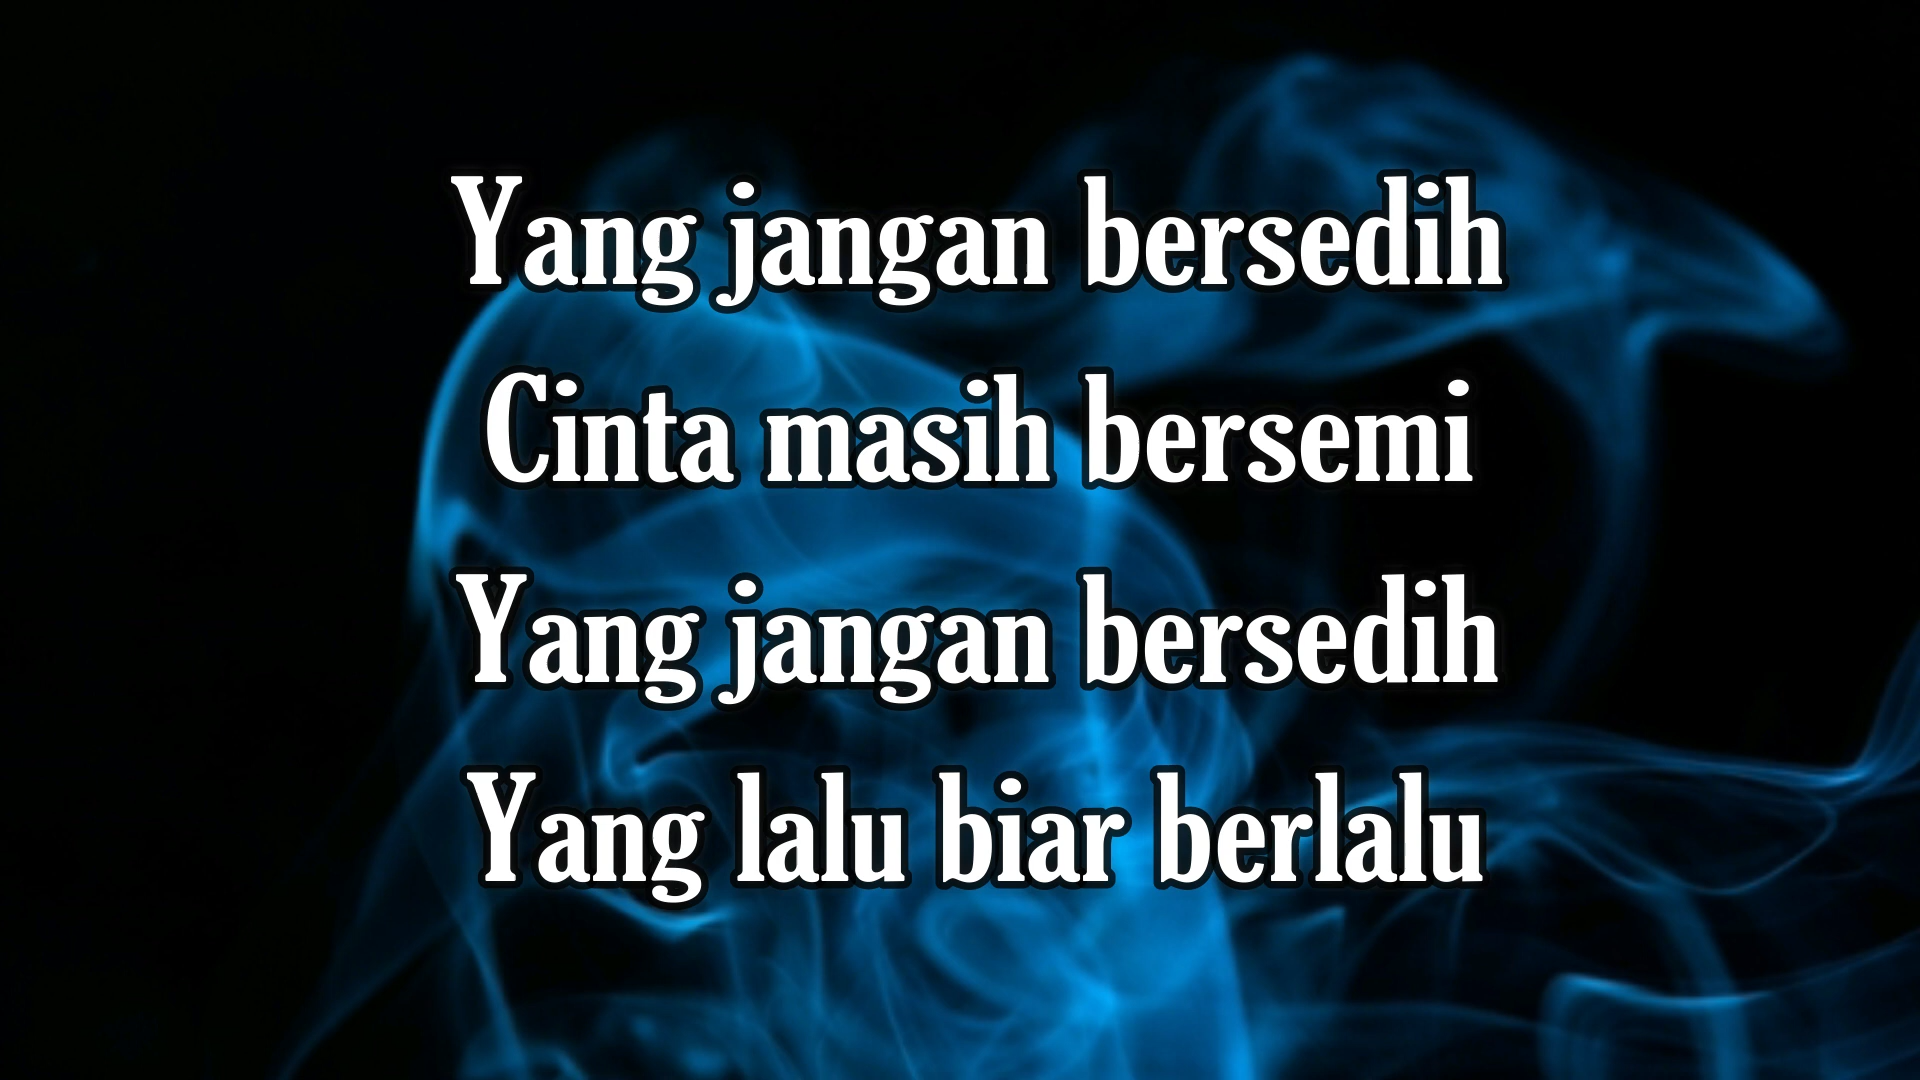 Yang jangan bersedih
Cinta masih bersemi
Yang jangan bersedih
Yang lalu biar berlalu